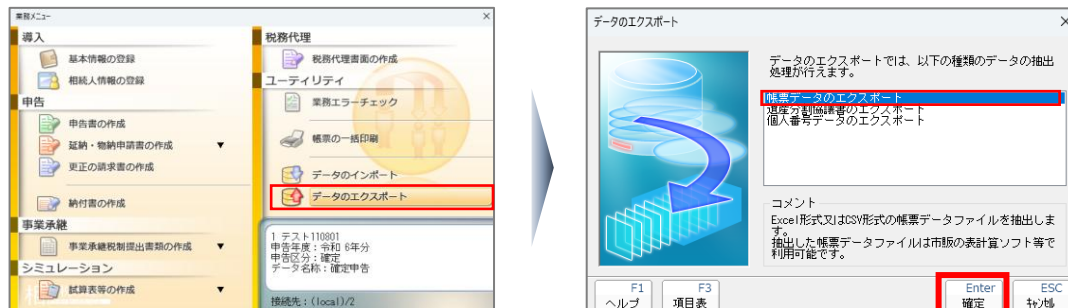 業務メニュー
導入
基本情報の登録
相続人情報の登録
申告
申告書の作成
延納・物納申請書の作成
更正の請求書の作成
納付書の作成
事業承継
事業承継税制提出書類の作成
シミュレーション
試算表等の作成
税務代理
税務代理書面の作成
ユーティリティ
業務エラーチェック
帳票の一括印刷
データのインポート
データのエクスポート
1 テスト110801
申告年度:令和 6年分
申告区分:確定
データ名称:確定申告
接続先:(local)/2
データのエクスポート
データのエクスポートでは、以下の種類のデータの抽出
処理が行えます。
帳票データのエクスポート
遺産分割協議書のエクスポート
個人番号データのエクスポート
コメント
Excel形式又はCSV形式の帳票データファイルを抽出しま
す。
抽出した帳票データファイルは市販の表計算ソフト等で
利用可能です。
F1
ヘルプ
F3
項目表
Enter
確定
ESC
キャンセル